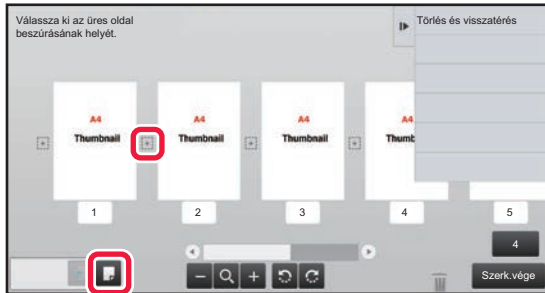 Válassza ki az üres oldal
beszúrásának helyét.
Törlés és visszatérés
A4
Thumbnail
A4
Thumbnail
A4
Thumbnail
A4
Thumb
1
2
3
4
5
4
Szerk.vége